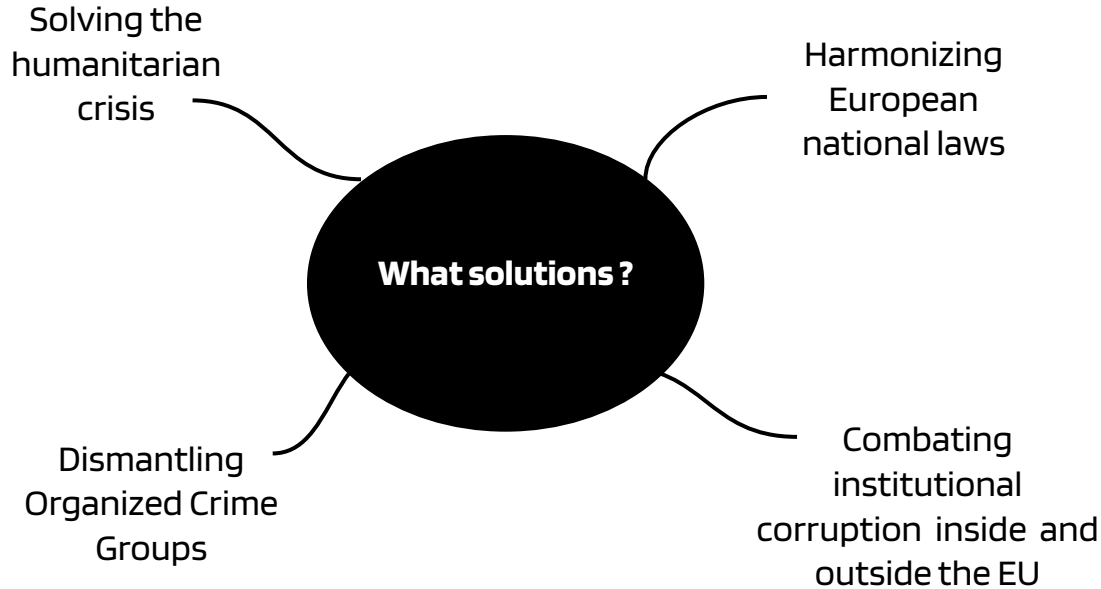 Solving the
humanitarian
crisis
Harmonizing
European
national laws
What solutions ?
Dismantling
Organized Crime
Groups
Combating
institutional
corruption inside and
outside the EU